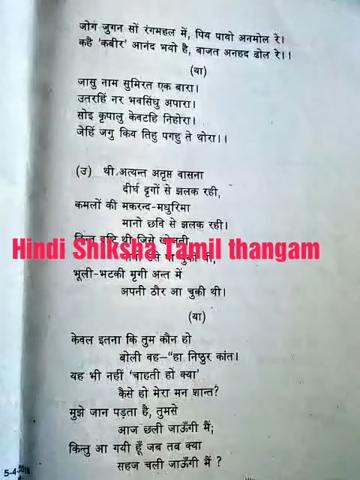 जोग जुगन सों रंगमहल में, पिय पायो अनमोल रे।
कहै 'कबीर' आनंद भयो है, बाजत अनहद ढोल रे।।
(या)
जासु नाम सुमिरत एक बारा।
उतरहिं नर भवसिंधु अपारा।
सोइ कृपालु केवटहि निहोरा।
जेहिं जगु किय तिहु पगहु ते थोरा।।
(उ) थी अत्यन्त अतृप्त वासना
दीर्घ दृगों से झलक रही,
कमलों की मकरन्द-मधुरिमा
मानो छवि से झलक रही।
किन्तु दृष्टि थी जिसे खोजती
थी।
Hindi Shiksha Tamil thangam
भूली-भटकी मृगी अन्त में
अपनी ठौर आ चुकी थी।
(या)
केवल इतना कि तुम कौन हो
बोली वह–"हा निष्ठुर कांत।
यह भी नहीं 'चाहती हो क्या'
कैसे हो मेरा मन शान्त?
मुझे जान पड़ता है, तुमसे
आज छली जाऊँगी मैं;
किन्तु आ गयी हूँ जब तब क्या
सहज चली जाऊँगी मैं ?